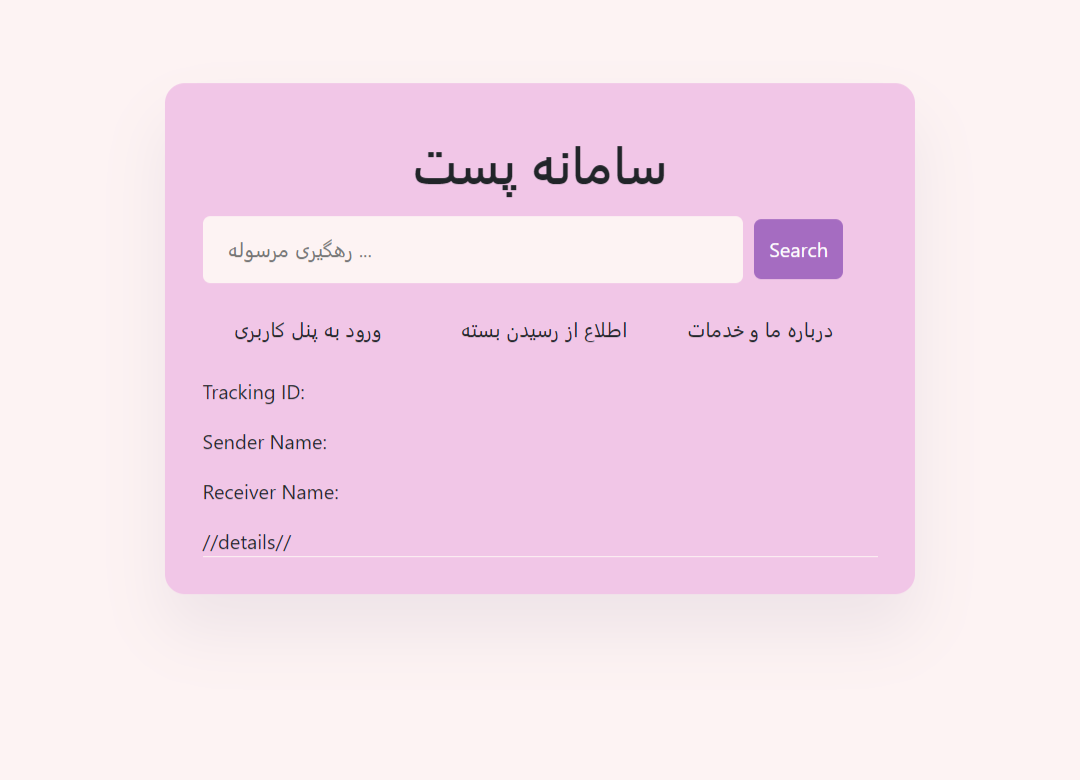 سامانه پست
رهگیری مرسوله ...
Search
درباره ما و خدمات
اطلاع از رسیدن بسته
ورود به پنل کاربری
Tracking ID:
Sender Name:
Receiver Name:
//details//